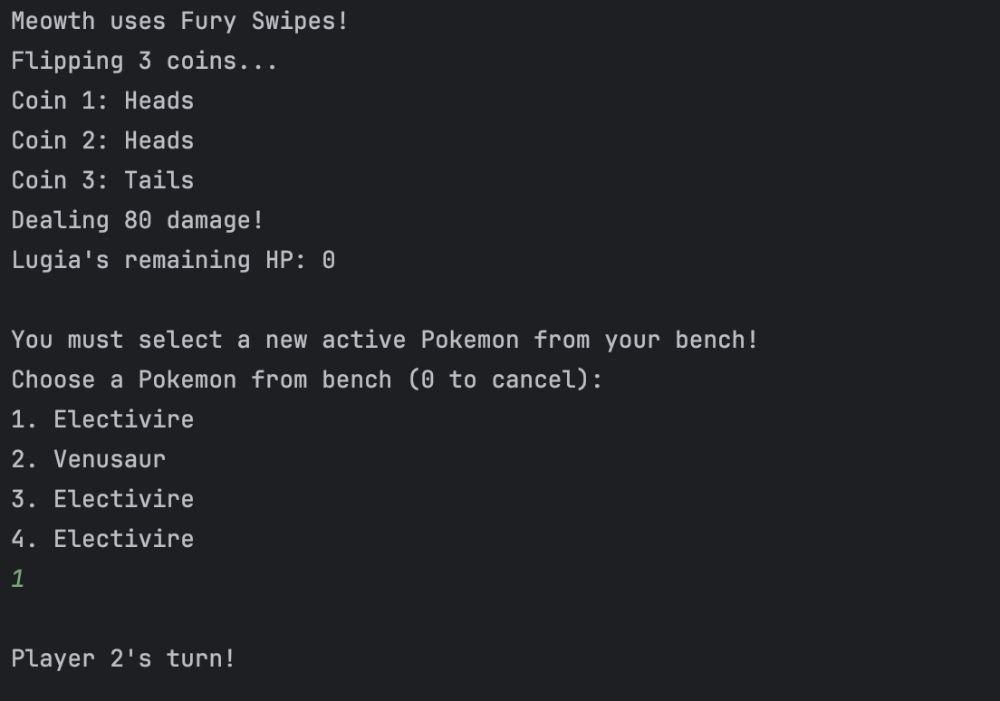 Meowth uses Fury Swipes!
Flipping 3 coins...
Coin 1: Heads
Coin 2: Heads
Coin 3: Tails
Dealing 80 damage!
Lugia's remaining HP: 0
You must select a new active Pokemon from your bench!
Choose a Pokemon from bench (0 to cancel):
1. Electivire
2. Venusaur
3. Electivire
4. Electivire
1
Player 2's turn!